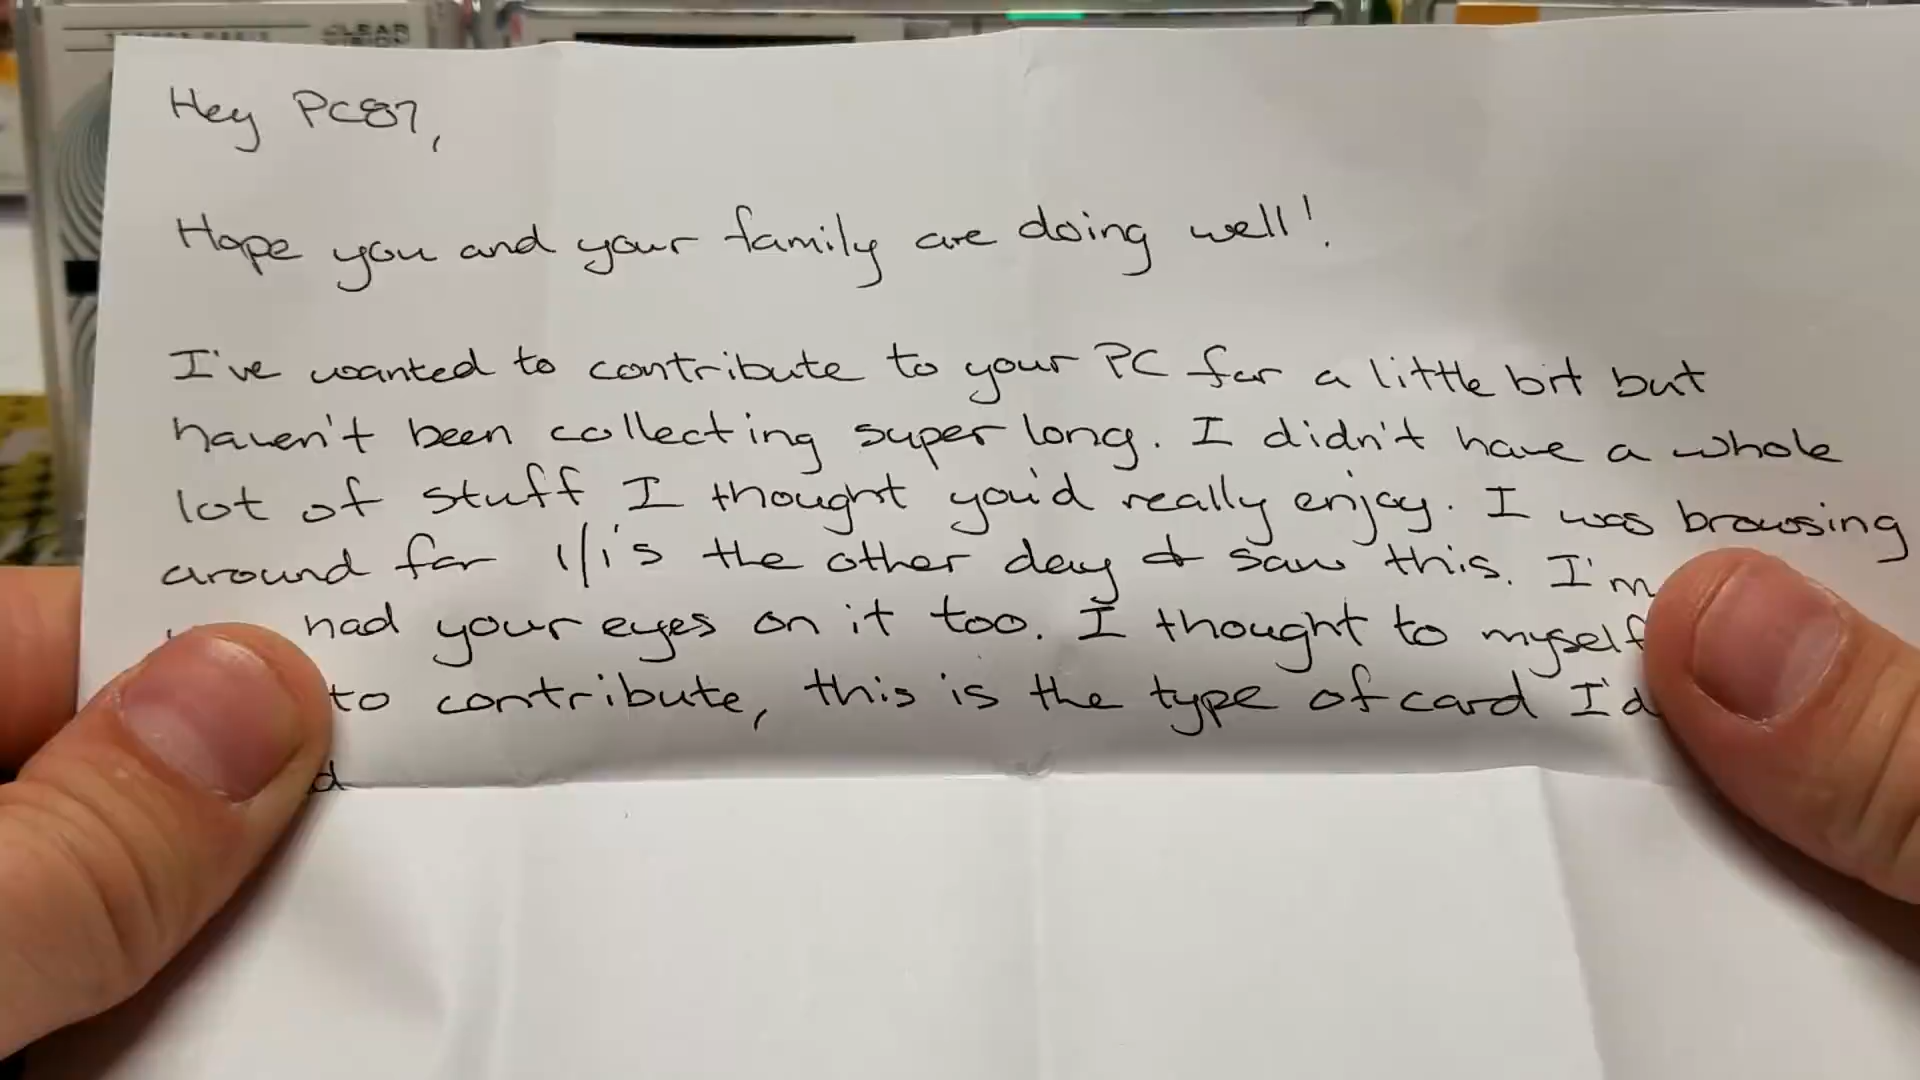 CLEAR
VISION
Hey PC87,
Hope you and your family are doing well!
I've wanted to contribute to your PC for a little bit but
haven't been collecting super long. I didn't have a whole
lot of stuff I thought you'd really enjoy. I was browsing
around for 1/1's the other day & saw this. I'm
had your eyes on it too. I thought to myself
to contribute, this is the type of card I'd